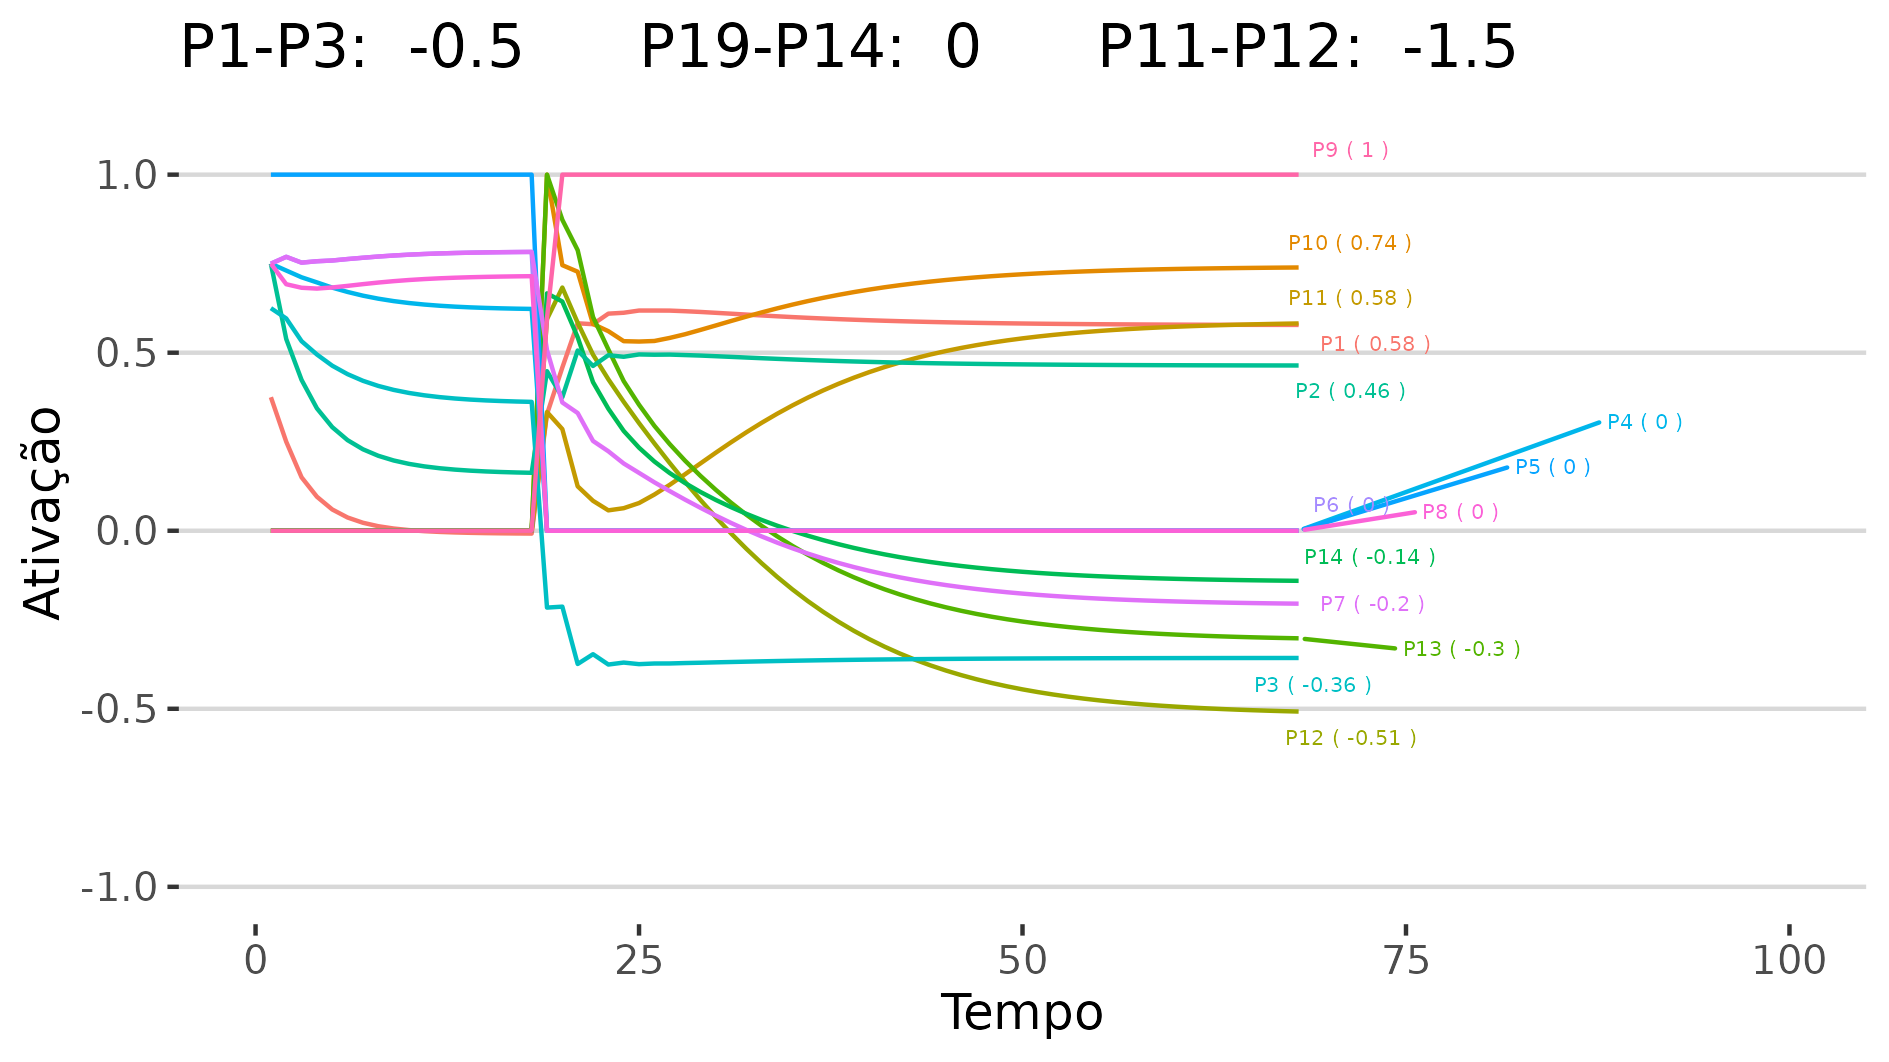 P1-P3: -0.5 P19-P14: 0 P11-P12: -1.5
P9 ( 1 )
1.0
P10 ( 0.74 )
P11 ( 0.58 )
P1 ( 0.58 )
0.5
P2 ( 0.46 )
P4 ( 0 )
P5 ( 0 )
P6 ( 0 )
P8 ( 0 )
0.0
P14 ( -0.14 )
P7 ( -0.2 )
P13 ( -0.3 )
P3 ( -0.36 )
-0.5
P12 ( -0.51 )
-1.0
Ativação
0 25 50 75 100
Tempo